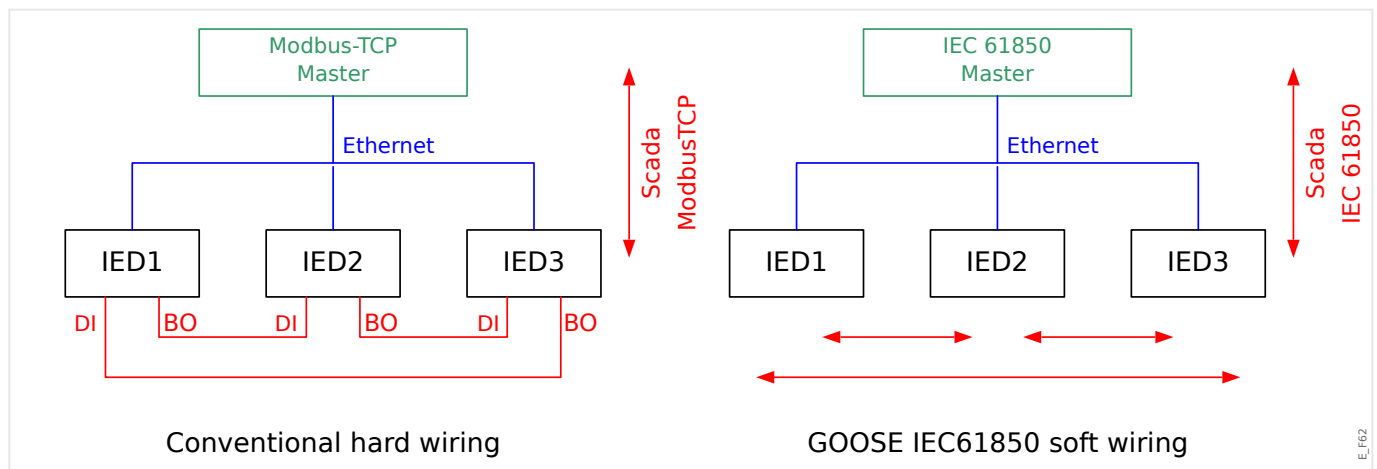 Modbus-TCP
Master
Ethernet
Scada
ModbusTCP
IED1
IED2
IED3
DI
BO
DI
BO
DI
BO
Conventional hard wiring
IEC 61850
Master
Ethernet
Scada
IEC 61850
IED1
IED2
IED3
GOOSE IEC61850 soft wiring
E_F62